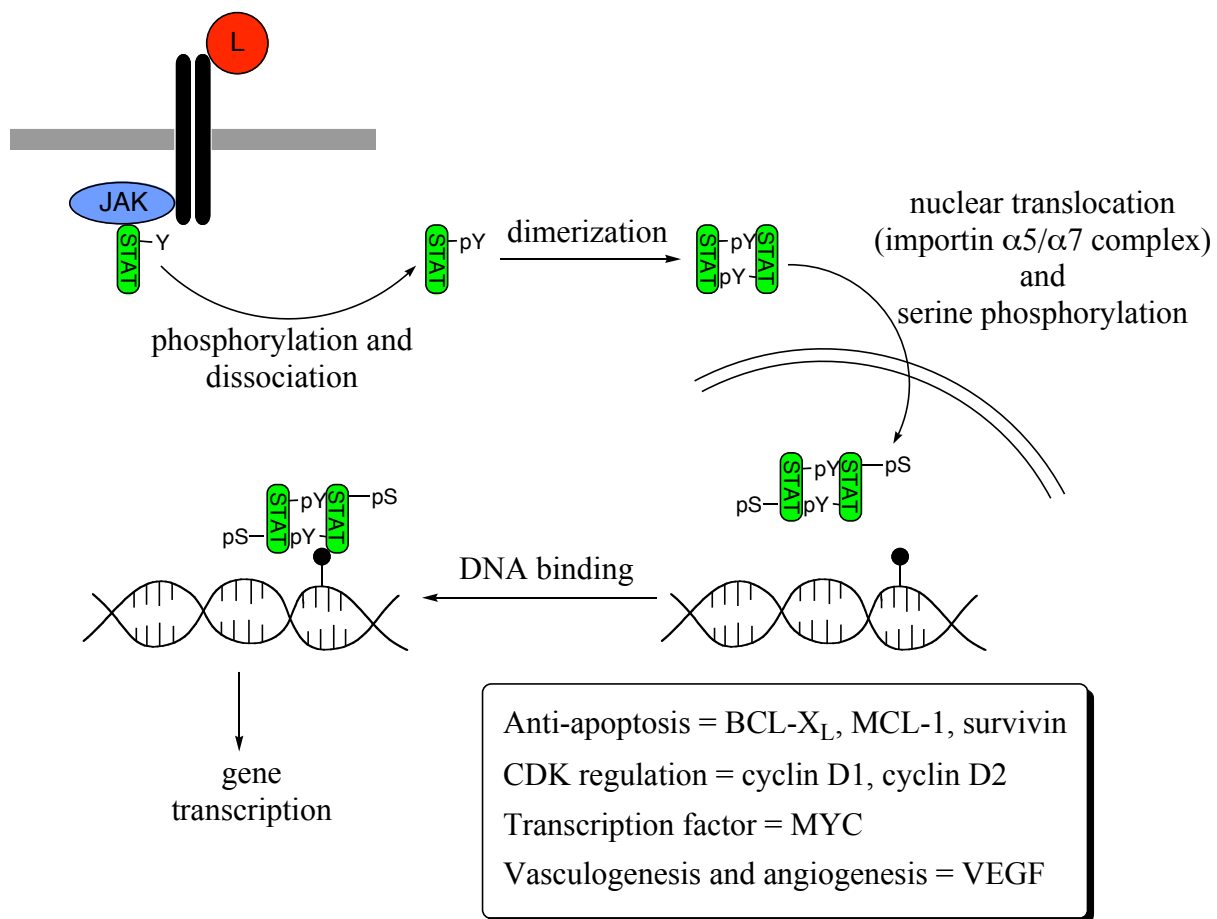 L
JAK
STAT
Y
phosphorylation and
dissociation
STAT
pY
dimerization
STAT
pY
STAT
pY
nuclear translocation
(importin α5/α7 complex)
and
serine phosphorylation
STAT
pY
STAT
pS
pS
pY
STAT
pY
STAT
pS
pS
pY
DNA binding
gene
transcription
Anti-apoptosis = BCL-X_L, MCL-1, survivin
CDK regulation = cyclin D1, cyclin D2
Transcription factor = MYC
Vasculogenesis and angiogenesis = VEGF